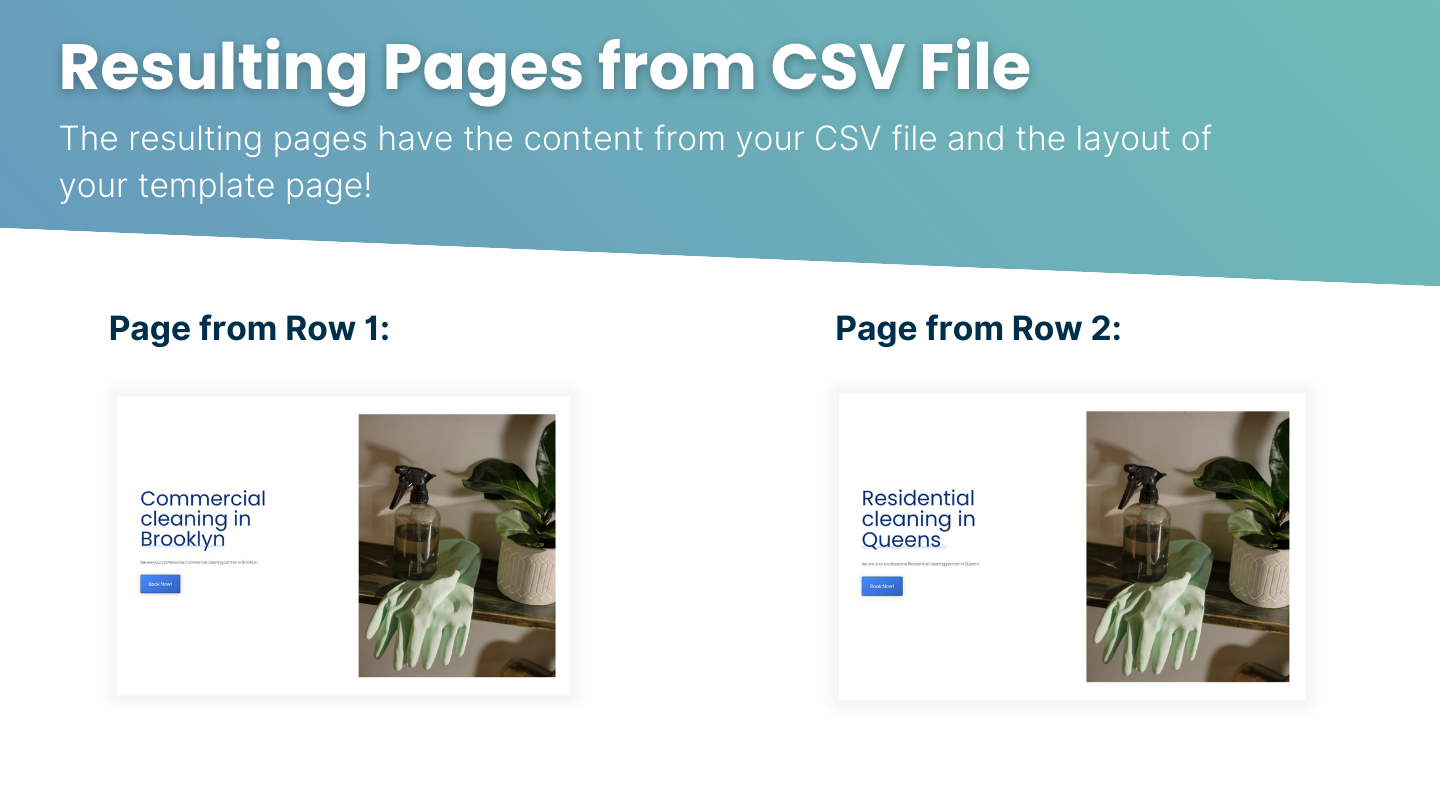 Resulting Pages from CSV File
The resulting pages have the content from your CSV file and the layout of
your template page!
Page from Row 1:
Commercial
cleaning in
Brooklyn
We are your professional Commercial cleaning partner in Brooklyn
Book Now!
Page from Row 2:
Residential
cleaning in
Queens
We are your professional Residential cleaning partner in Queens
Book Now!